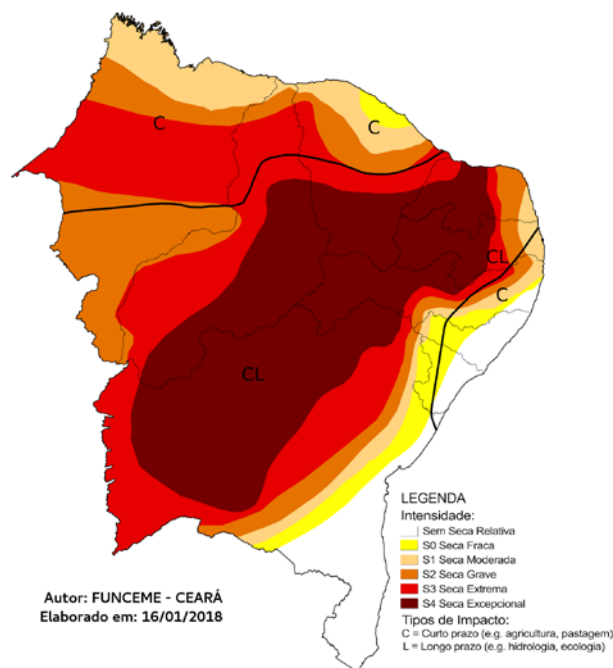 C
C
CL
C
CL
LEGENDA
Intensidade:
Sem Seca Relativa
S0 Seca Fraca
S1 Seca Moderada
S2 Seca Grave
S3 Seca Extrema
S4 Seca Excepcional
Tipos de Impacto:
C = Curto prazo (e.g. agricultura, pastagem)
L = Longo prazo (e.g. hidrologia, ecologia)
Autor: FUNCEME - CEARÁ
Elaborado em: 16/01/2018